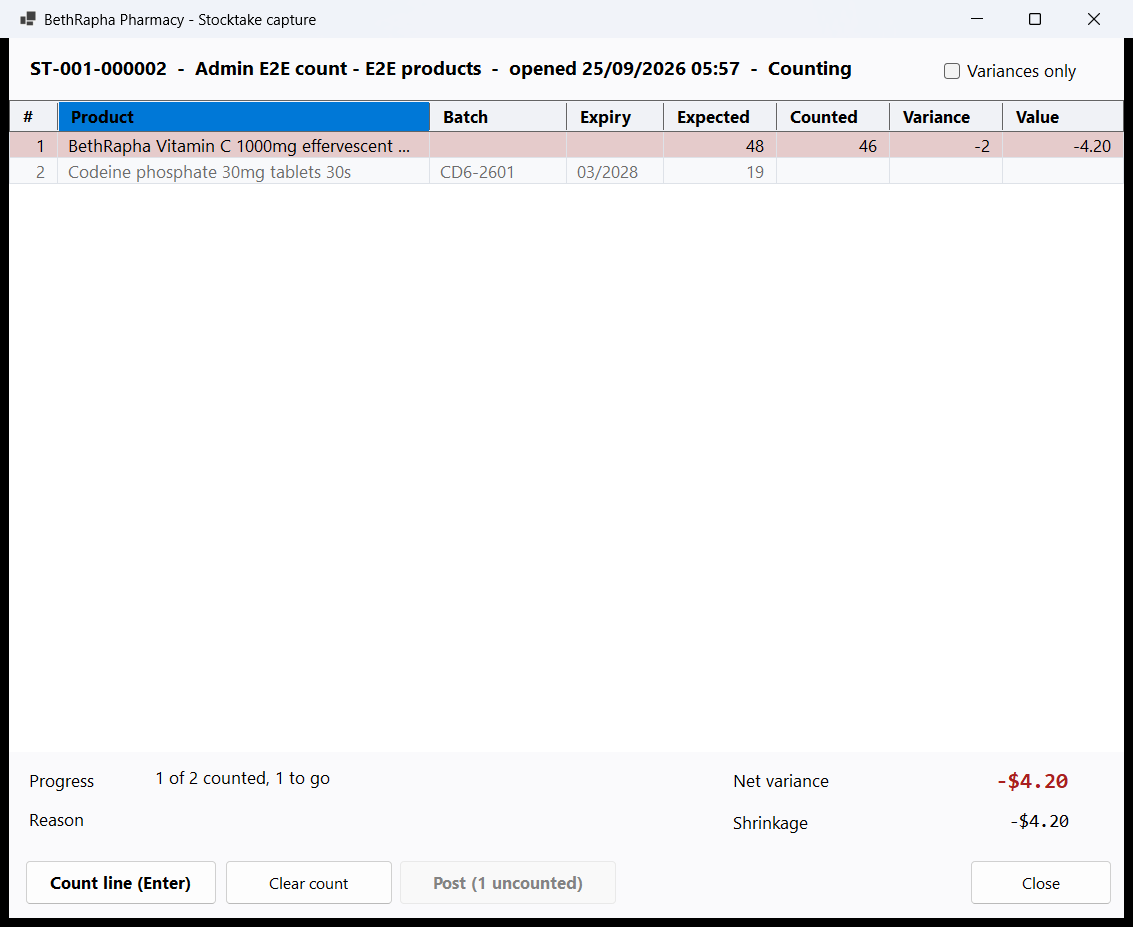 BethRapha Pharmacy - Stocktake capture
ST-001-000002 - Admin E2E count - E2E products - opened 25/09/2026 05:57 - Counting
Variances only
# Product Batch Expiry Expected Counted Variance Value
1 BethRapha Vitamin C 1000mg effervescent ... 48 46 -2 -4.20
2 Codeine phosphate 30mg tablets 30s CD6-2601 03/2028 19
Progress 1 of 2 counted, 1 to go Net variance -$4.20
Reason Shrinkage -$4.20
Count line (Enter) Clear count Post (1 uncounted) Close